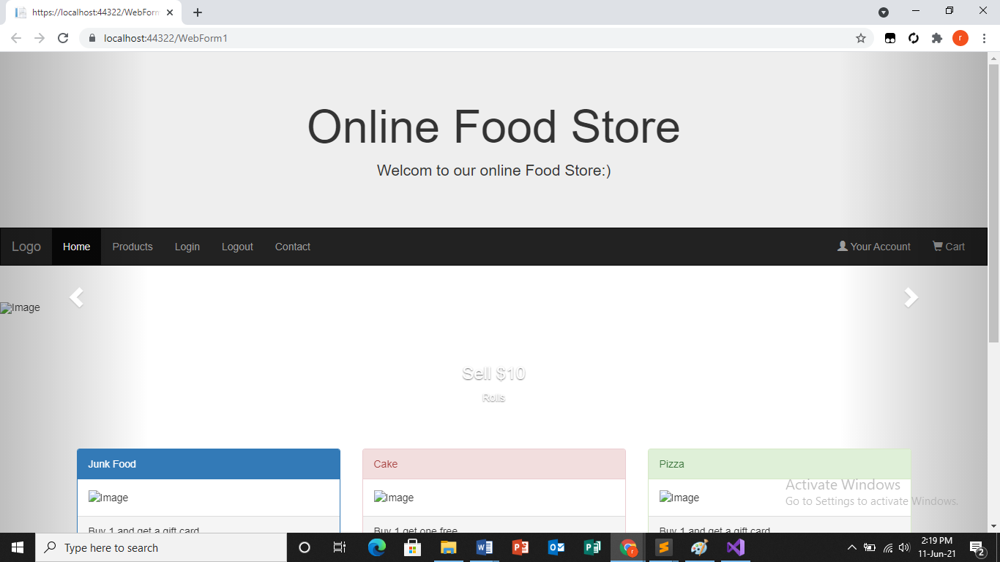 https://localhost:44322/WebForm
localhost:44322/WebForm1
r
Online Food Store
Welcom to our online Food Store:)
Logo Home Products Login Logout Contact Your Account Cart
Image
Sell $10
Rolls
Junk Food Cake Pizza
Image Image Image
Activate Windows
Go to Settings to activate Windows.
Buy 1 and get a gift card Buy 1 get one free Buy 1 and get a gift card
Type here to search
r
2:19 PM
11-Jun-21
2